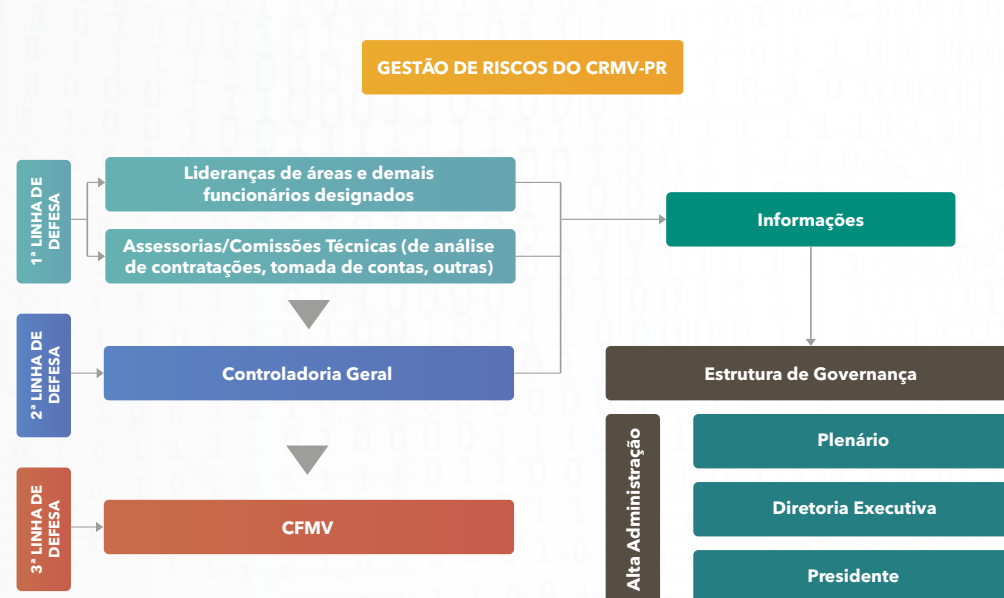 GESTÃO DE RISCOS DO CRMV-PR
1ª LINHA DE
DEFESA
Lideranças de áreas e demais
funcionários designados
Assessorias/Comissões Técnicas (de análise
de contratações, tomada de contas, outras)
Informações
2ª LINHA DE
DEFESA
Controladoria Geral
Estrutura de Governança
Alta Administração
Plenário
Diretoria Executiva
Presidente
3ª LINHA DE
DEFESA
CFMV